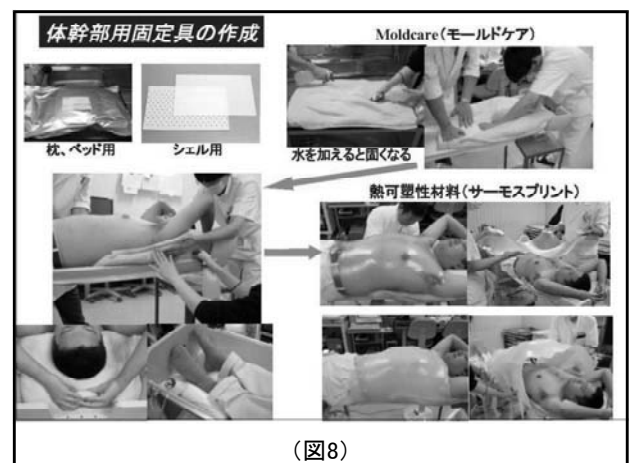 体幹部用固定具の作成
Moldcare(モールドケア)
枕、ベッド用
シェル用
水を加えると固くなる
熱可塑性材料(サーモスプリント)
(図8)